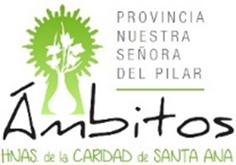 PROVINCIA
NUESTRA
SEÑORA
DEL PILAR
Ámbitos
HNAS. de la CARIDAD DE SANTA ANA